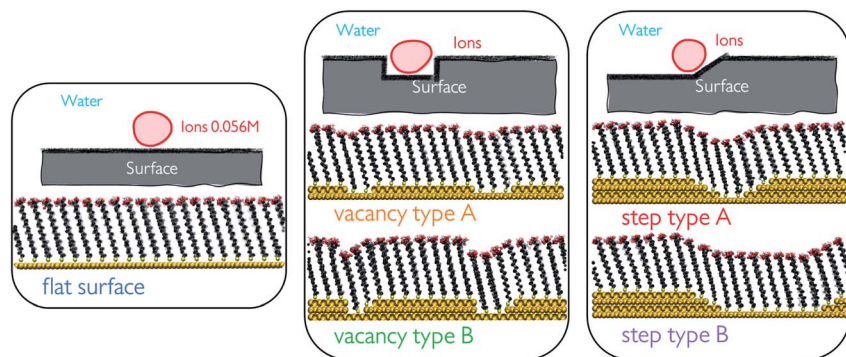 Water
Ions 0.056M
Surface
flat surface
Water
Ions
Surface
vacancy type A
vacancy type B
Water
Ions
Surface
step type A
step type B